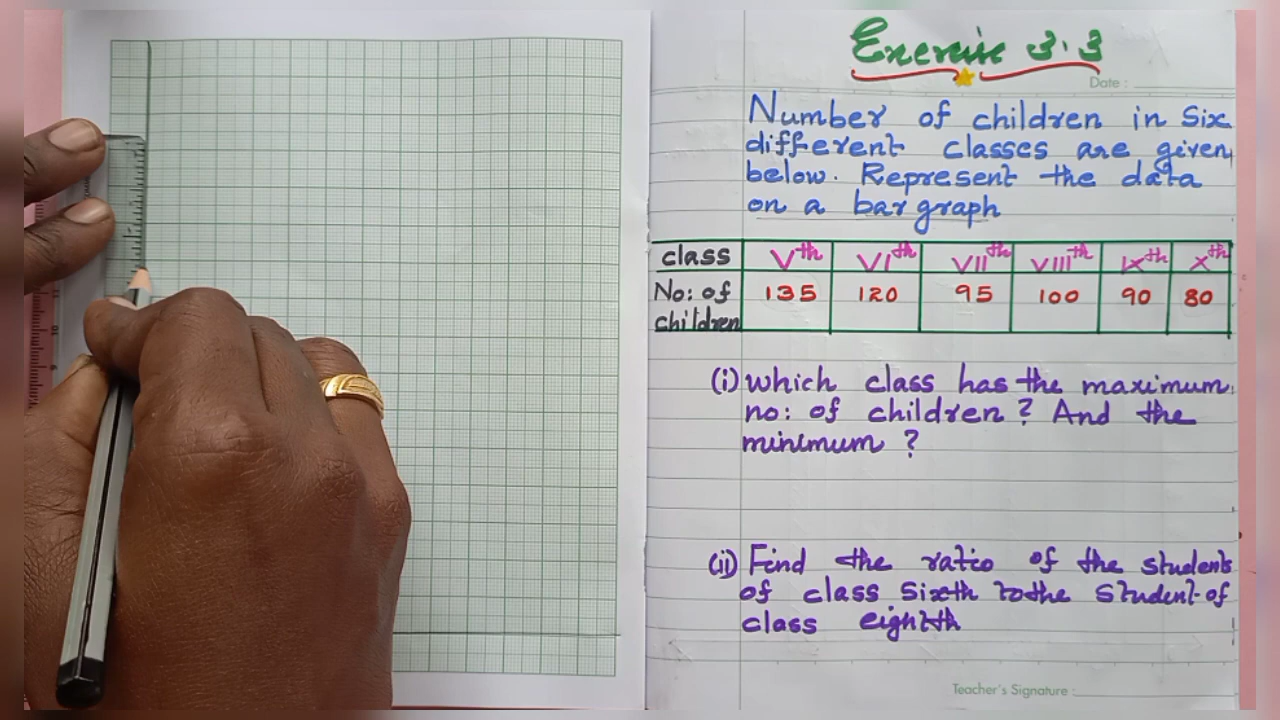 Exercise 3.3
Date :
Number of children in Six
different classes are given
below. Represent the data
on a bar graph
class Vth VIth VIIth VIIIth IXth Xth
No: of 135 120 95 100 90 80
children
(i) which class has the maximum
no: of children ? And the
minimum ?
(ii) Find the ratio of the students
of class Sixth to the student of
class eightth
Teacher's Signature :